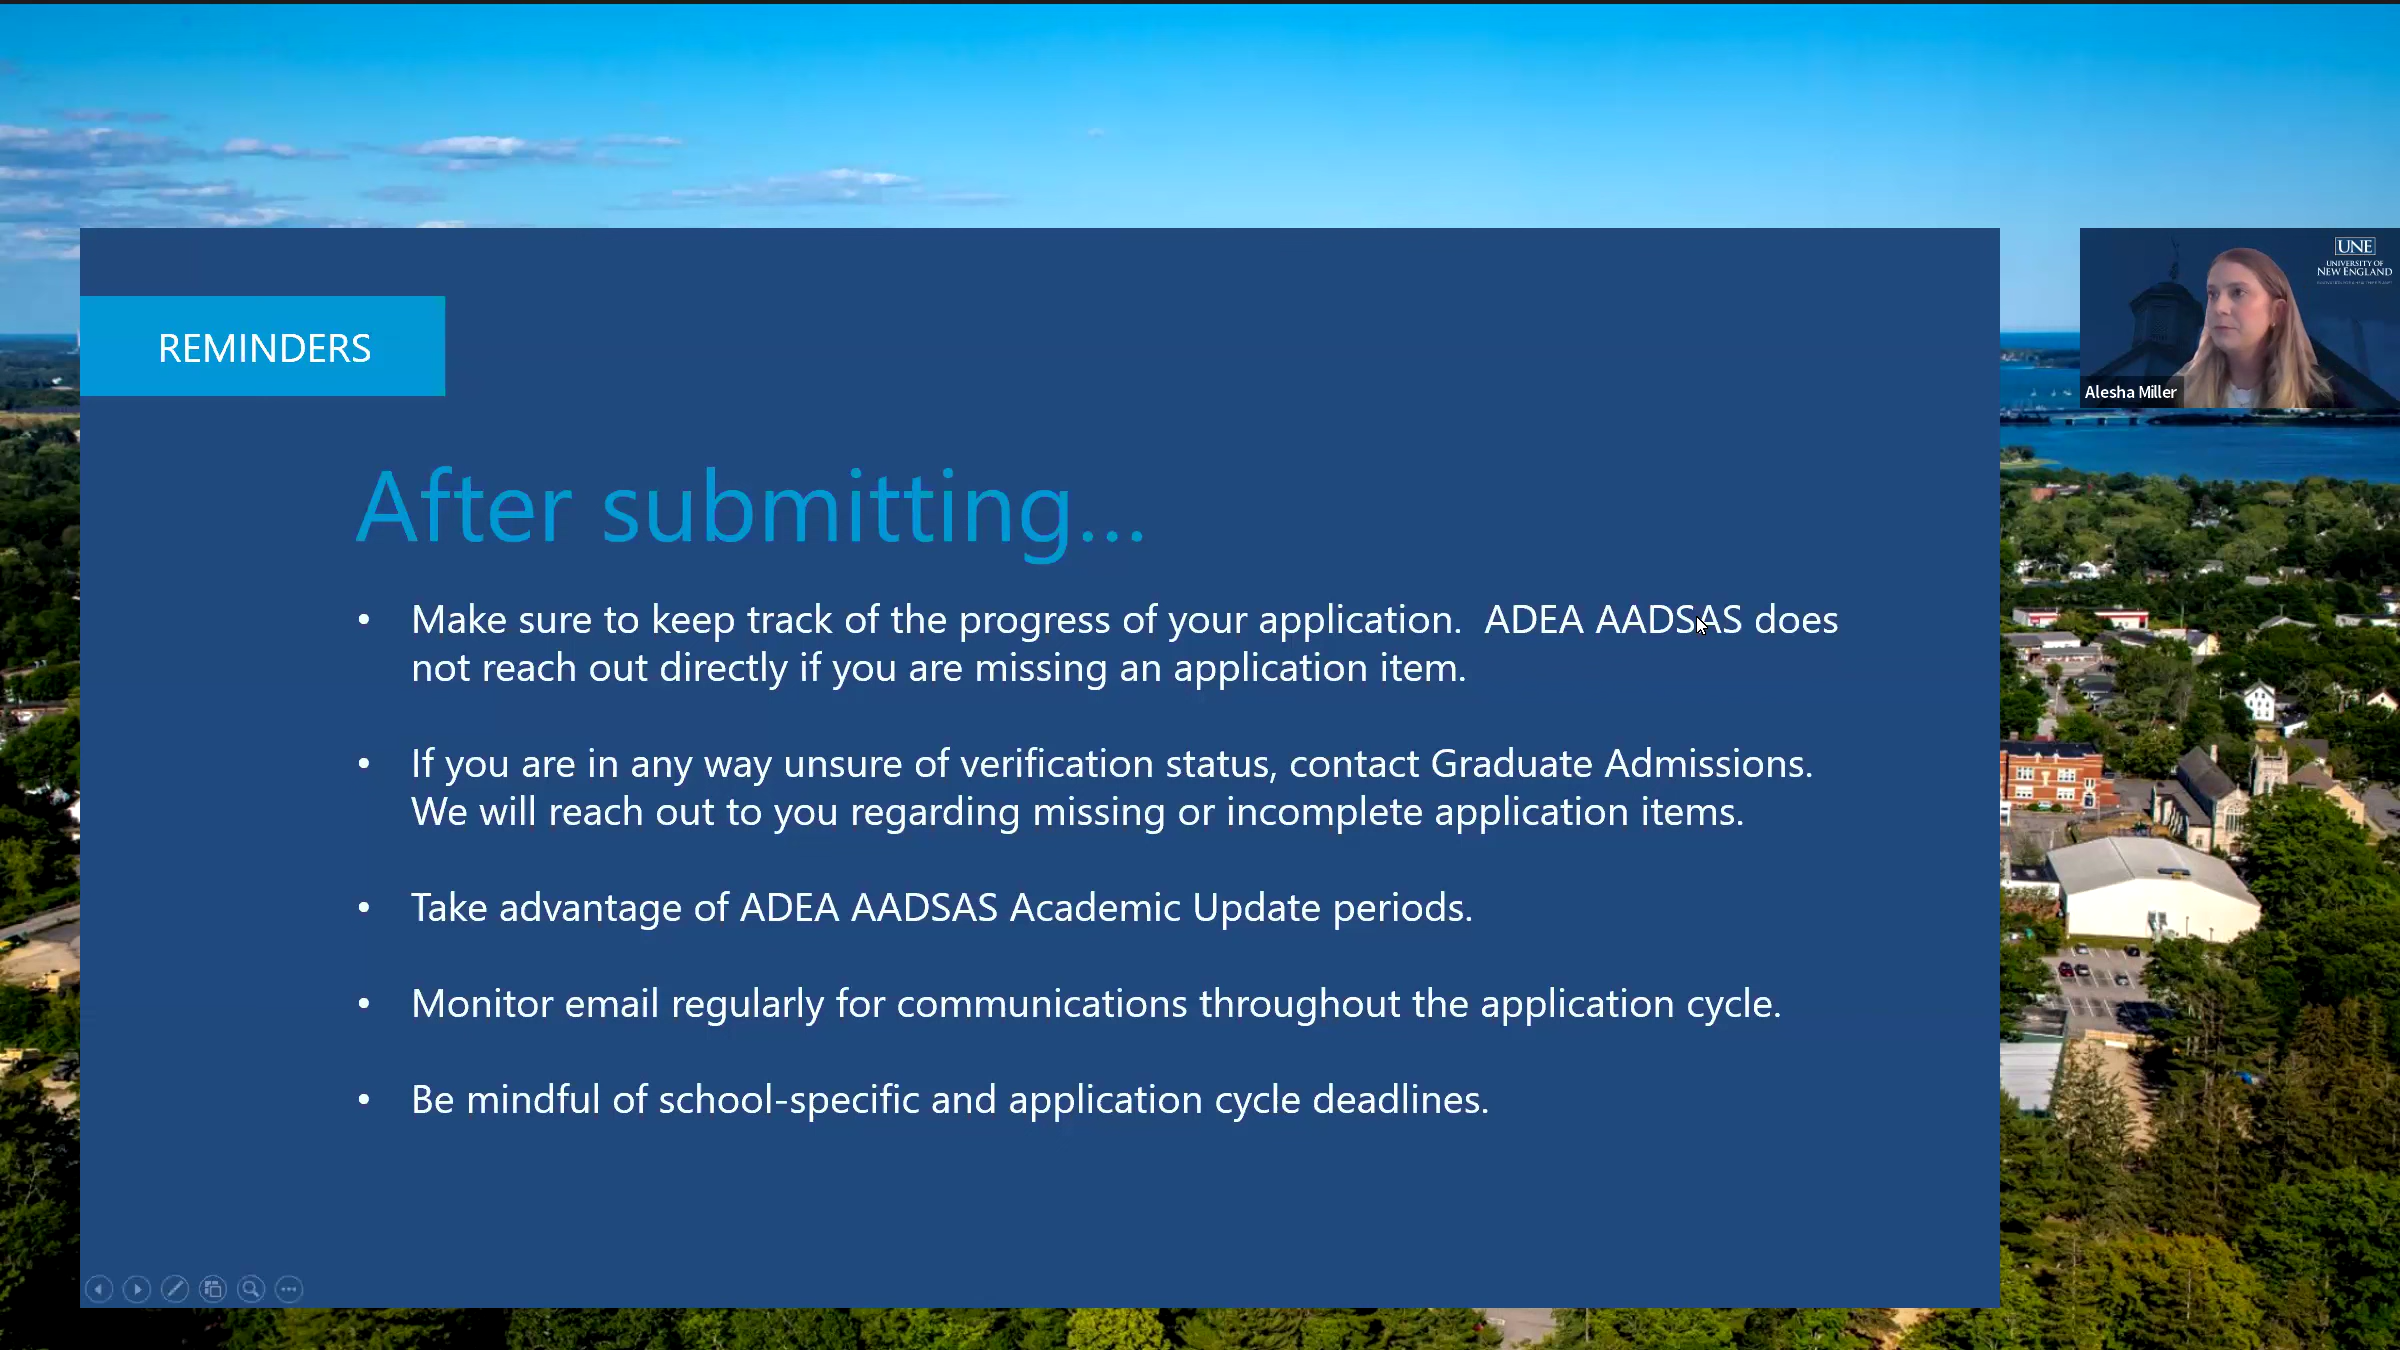 UNE
UNIVERSITY OF
NEW ENGLAND
Alesha Miller
REMINDERS
After submitting...
• Make sure to keep track of the progress of your application.  ADEA AADSAS does
not reach out directly if you are missing an application item.
• If you are in any way unsure of verification status, contact Graduate Admissions.
We will reach out to you regarding missing or incomplete application items.
• Take advantage of ADEA AADSAS Academic Update periods.
• Monitor email regularly for communications throughout the application cycle.
• Be mindful of school-specific and application cycle deadlines.